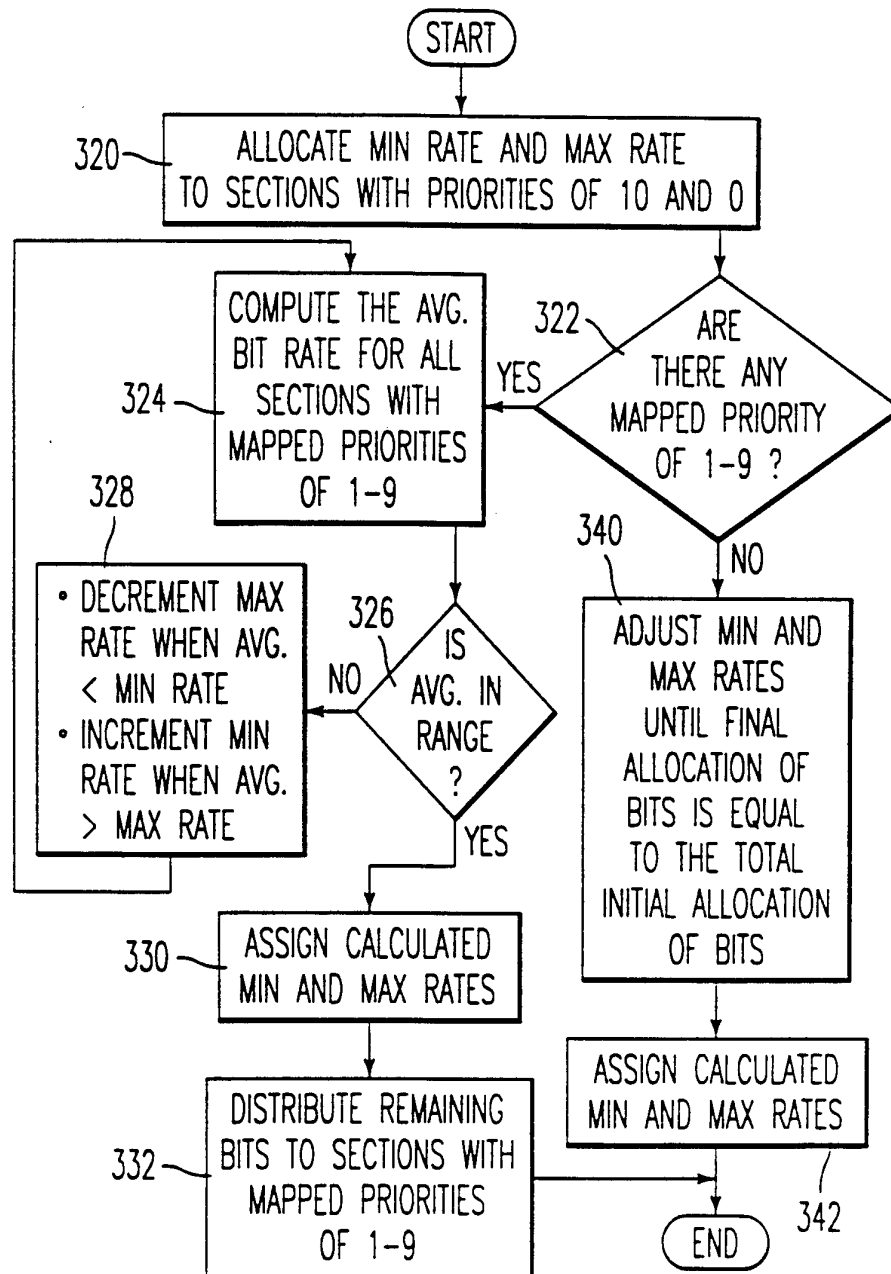 START
320
ALLOCATE MIN RATE AND MAX RATE
TO SECTIONS WITH PRIORITIES OF 10 AND 0
322
ARE
THERE ANY
MAPPED PRIORITY
OF 1-9 ?
YES
NO
324
COMPUTE THE AVG.
BIT RATE FOR ALL
SECTIONS WITH
MAPPED PRIORITIES
OF 1-9
326
IS
AVG. IN
RANGE
?
NO
YES
328
• DECREMENT MAX
RATE WHEN AVG.
< MIN RATE
• INCREMENT MIN
RATE WHEN AVG.
> MAX RATE
330
ASSIGN CALCULATED
MIN AND MAX RATES
332
DISTRIBUTE REMAINING
BITS TO SECTIONS WITH
MAPPED PRIORITIES
OF 1-9
340
ADJUST MIN AND
MAX RATES
UNTIL FINAL
ALLOCATION OF
BITS IS EQUAL
TO THE TOTAL
INITIAL ALLOCATION
OF BITS
ASSIGN CALCULATED
MIN AND MAX RATES
342
END